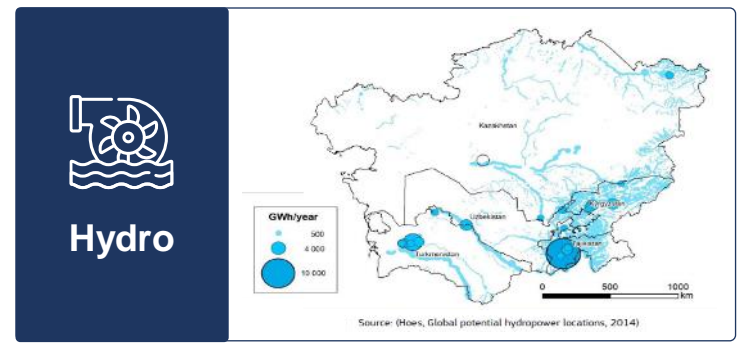 Hydro
Kazakhstan
Kyrgyzstan
Uzbekistan
Tajikistan
Turkmenistan
GWh/year
500
4 000
10 000
0 500 1000
km
Source: (Hoes, Global potential hydropower locations, 2014)